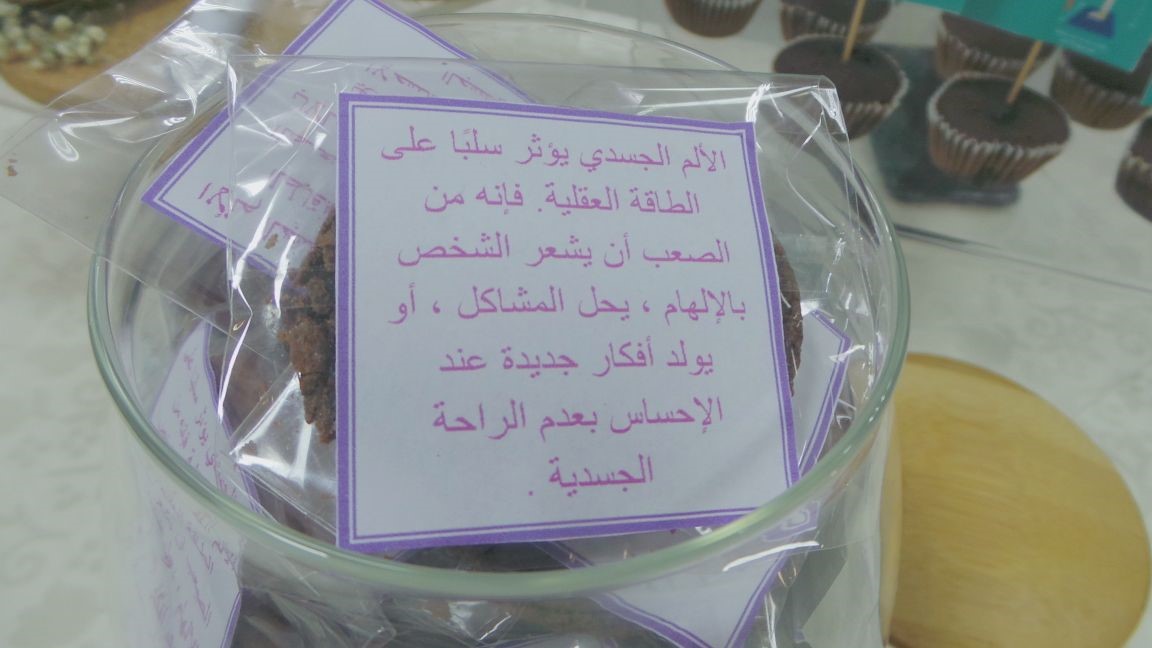 الألم الجسدي يؤثر سلبًا على
الطاقة العقلية. فإنه من
الصعب أن يشعر الشخص
بالإلهام ، يحل المشاكل ، أو
يولد أفكار جديدة عند
الإحساس بعدم الراحة
الجسدية .